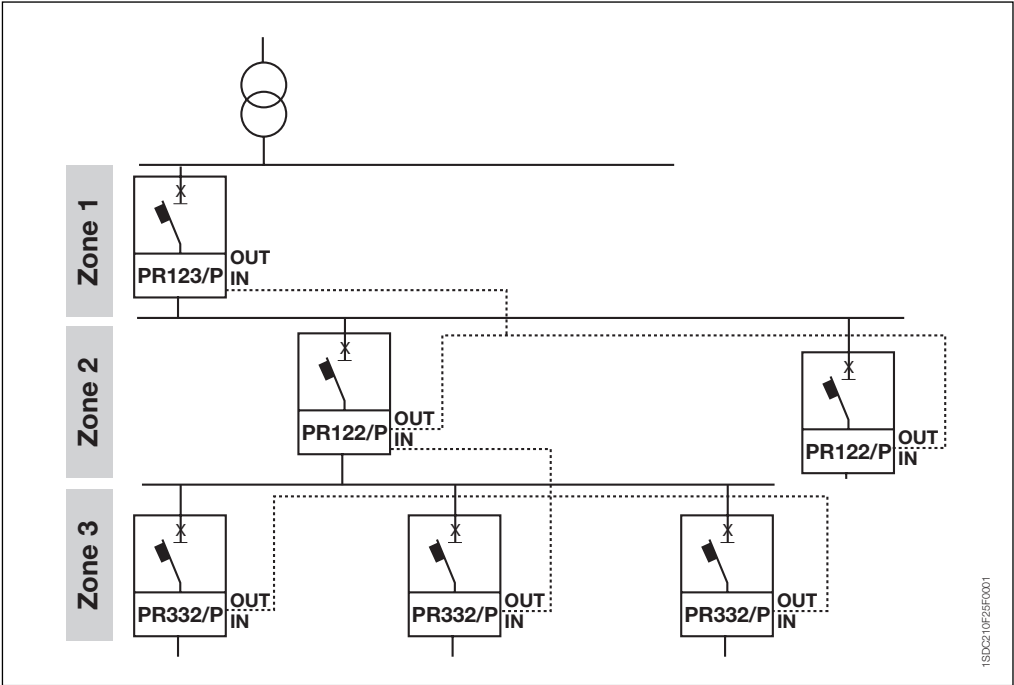 Zone 1
OUT
PR123/P IN
Zone 2
OUT
PR122/P IN
OUT
PR122/P IN
Zone 3
OUT
PR332/P IN
OUT
PR332/P IN
OUT
PR332/P IN
1SDC210F25F0001